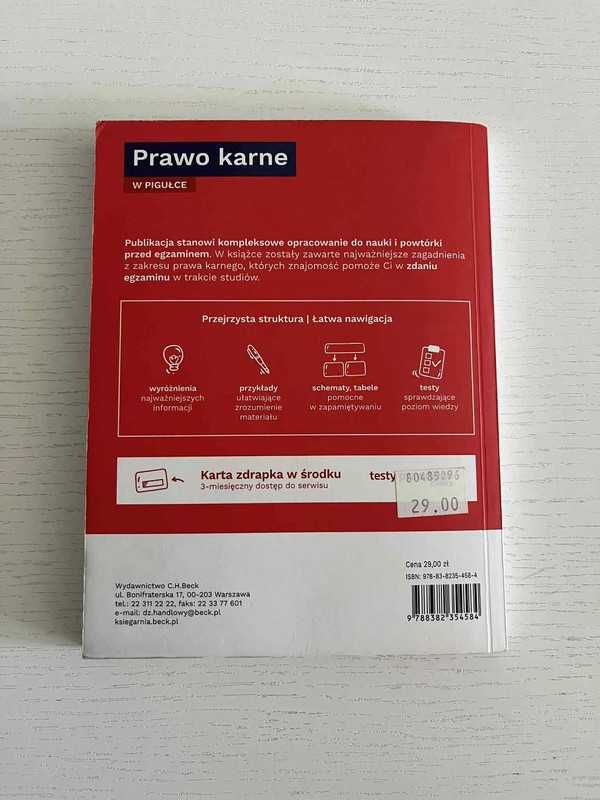 Prawo karne
W PIGUŁCE
Publikacja stanowi kompleksowe opracowanie do nauki i powtórki
przed egzaminem. W książce zostały zawarte najważniejsze zagadnienia
z zakresu prawa karnego, których znajomość pomoże Ci w zdaniu
egzaminu w trakcie studiów.
Przejrzysta struktura | Łatwa nawigacja
wyróżnienia
najważniejszych
informacji
przykłady
ułatwiające
zrozumienie
materiału
schematy, tabele
pomocne
w zapamiętywaniu
testy
sprawdzające
poziom wiedzy
Karta zdrapka w środku
3-miesięczny dostęp do serwisu
testy
80485096
29.00
Wydawnictwo C.H.Beck
ul. Bonifraterska 17, 00-203 Warszawa
tel.: 22 311 22 22, faks: 22 33 77 601
e-mail: dz.handlowy@beck.pl
ksiegarnia.beck.pl
Cena 29,00 zł
ISBN: 978-83-8235-458-4
9 788382 354584